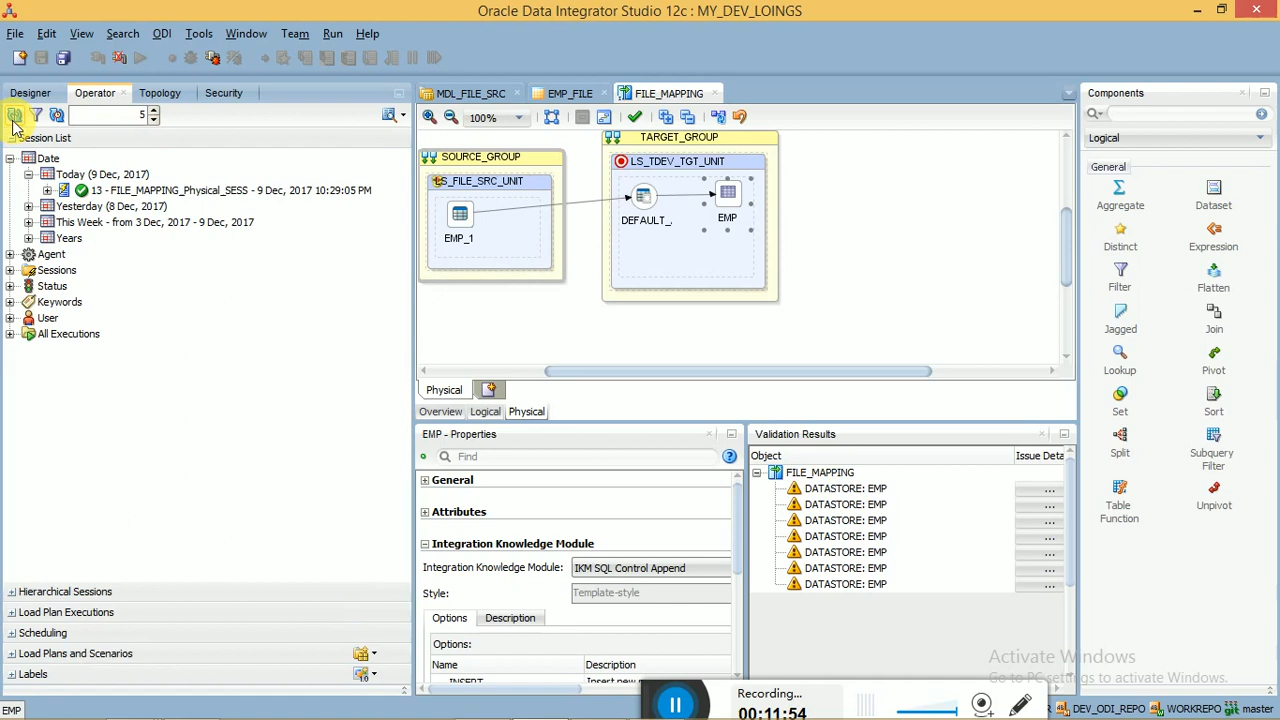 Oracle Data Integrator Studio 12c : MY_DEV_LOINGS
File Edit View Search ODI Tools Window Team Run Help
Designer Operator Topology Security
5
Session List
Date
Today (9 Dec, 2017)
13 - FILE_MAPPING_Physical_SESS - 9 Dec, 2017 10:29:05 PM
Yesterday (8 Dec, 2017)
This Week - from 3 Dec, 2017 - 9 Dec, 2017
Years
Agent
Sessions
Status
Keywords
User
All Executions
Hierarchical Sessions
Load Plan Executions
Scheduling
Load Plans and Scenarios
Labels
EMP
MDL_FILE_SRC EMP_FILE FILE_MAPPING
100%
SOURCE_GROUP
LS_FILE_SRC_UNIT
EMP_1
TARGET_GROUP
LS_TDEV_TGT_UNIT
DEFAULT_.
EMP
Physical
Overview Logical Physical
EMP - Properties
Find
General
Attributes
Integration Knowledge Module
Integration Knowledge Module: IKM SQL Control Append
Style: Template-style
Options Description
Options:
Name Description
INSERT Insert new
Validation Results
Object Issue Deta
FILE_MAPPING
DATASTORE: EMP ...
DATASTORE: EMP ...
DATASTORE: EMP ...
DATASTORE: EMP ...
DATASTORE: EMP ...
DATASTORE: EMP ...
DATASTORE: EMP ...
Components
Logical
General
Aggregate Dataset
Distinct Expression
Filter Flatten
Jagged Join
Lookup Pivot
Set Sort
Split Subquery Filter
Table Function Unpivot
Activate Windows
Go to PC settings to activate Windows.
Recording...
00:11:54
DEV_ODI_REPO WORKREPO git master